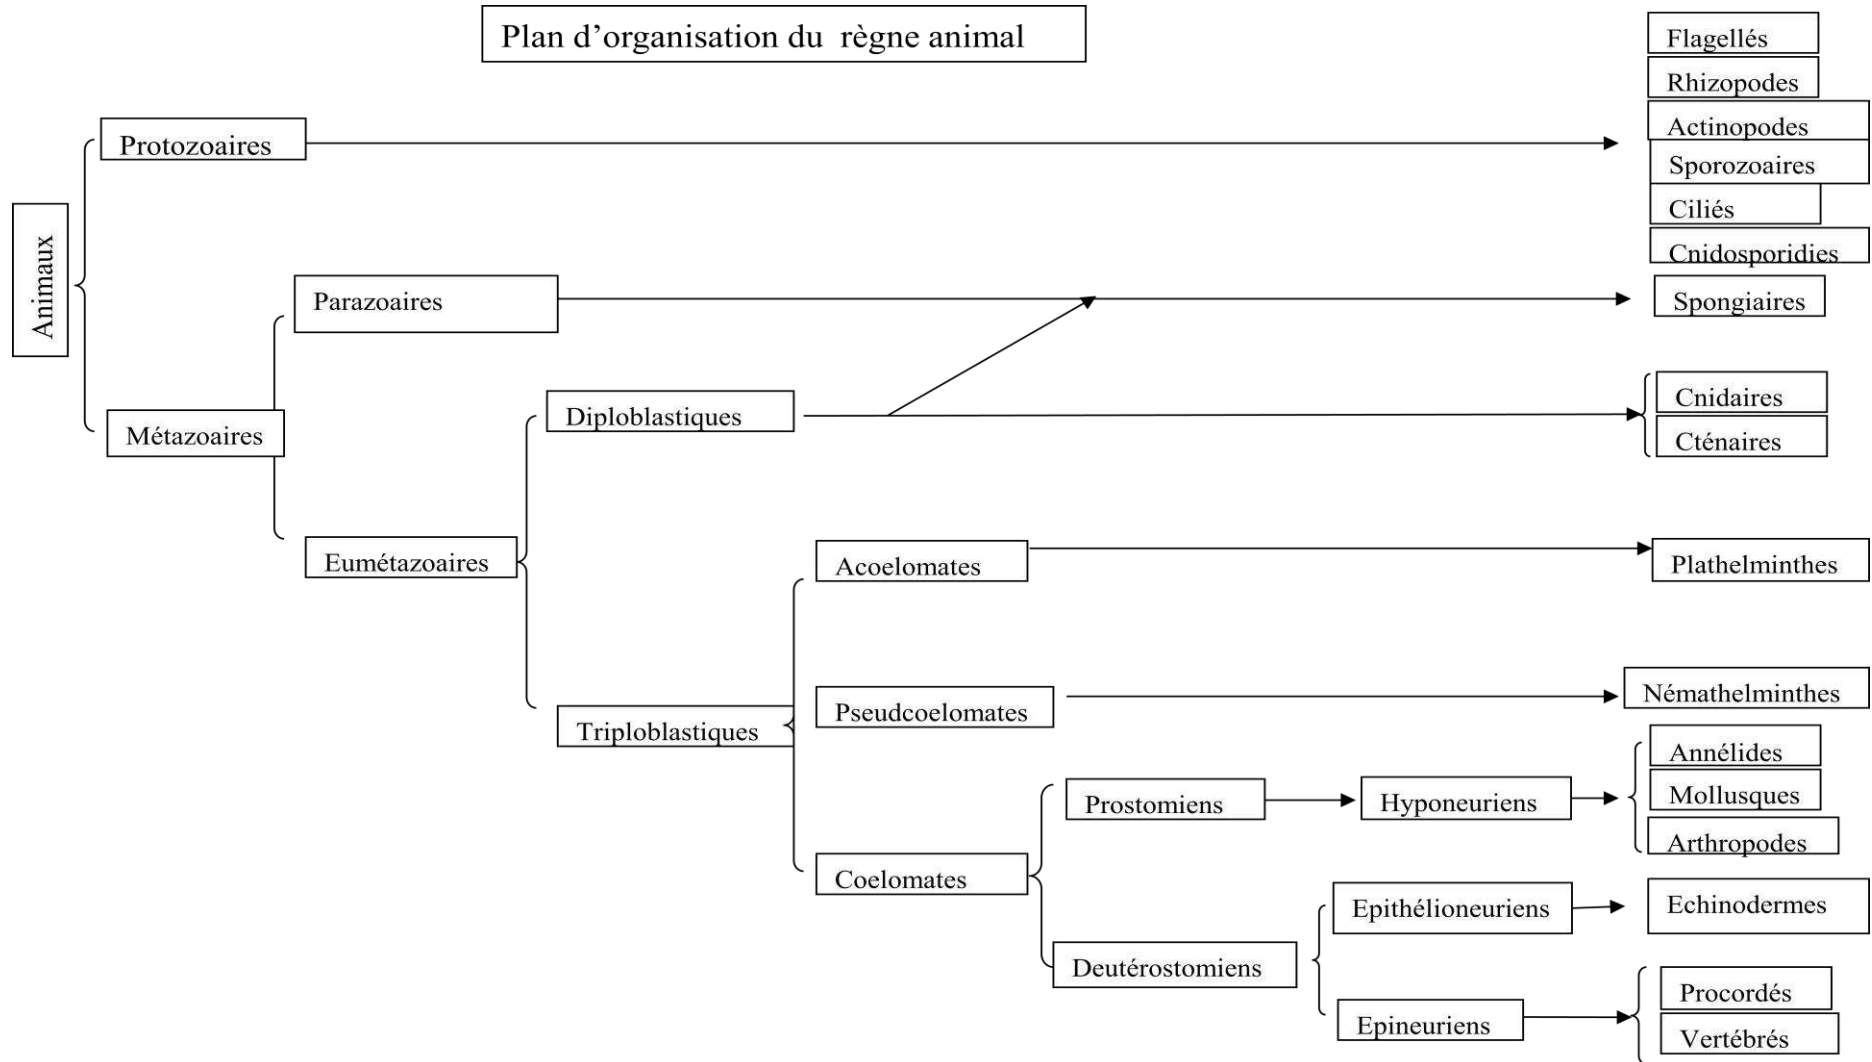 Plan d’organisation du règne animal
Flagellés
Rhizopodes
Actinopodes
Sporozoaires
Ciliés
Cnidosporidies
Protozoaires
Animaux
Parazoaires
Spongiaires
Métazoaires
Diploblastiques
Cnidaires
Cténaires
Eumétazoaires
Acoelomates
Plathelminthes
Triploblastiques
Pseudcoelomates
Némathelminthes
Annélides
Mollusques
Arthropodes
Prostomiens
Hyponeuriens
Coelomates
Epithélioneuriens
Echinodermes
Deutérostomiens
Epineuriens
Procordés
Vertébrés